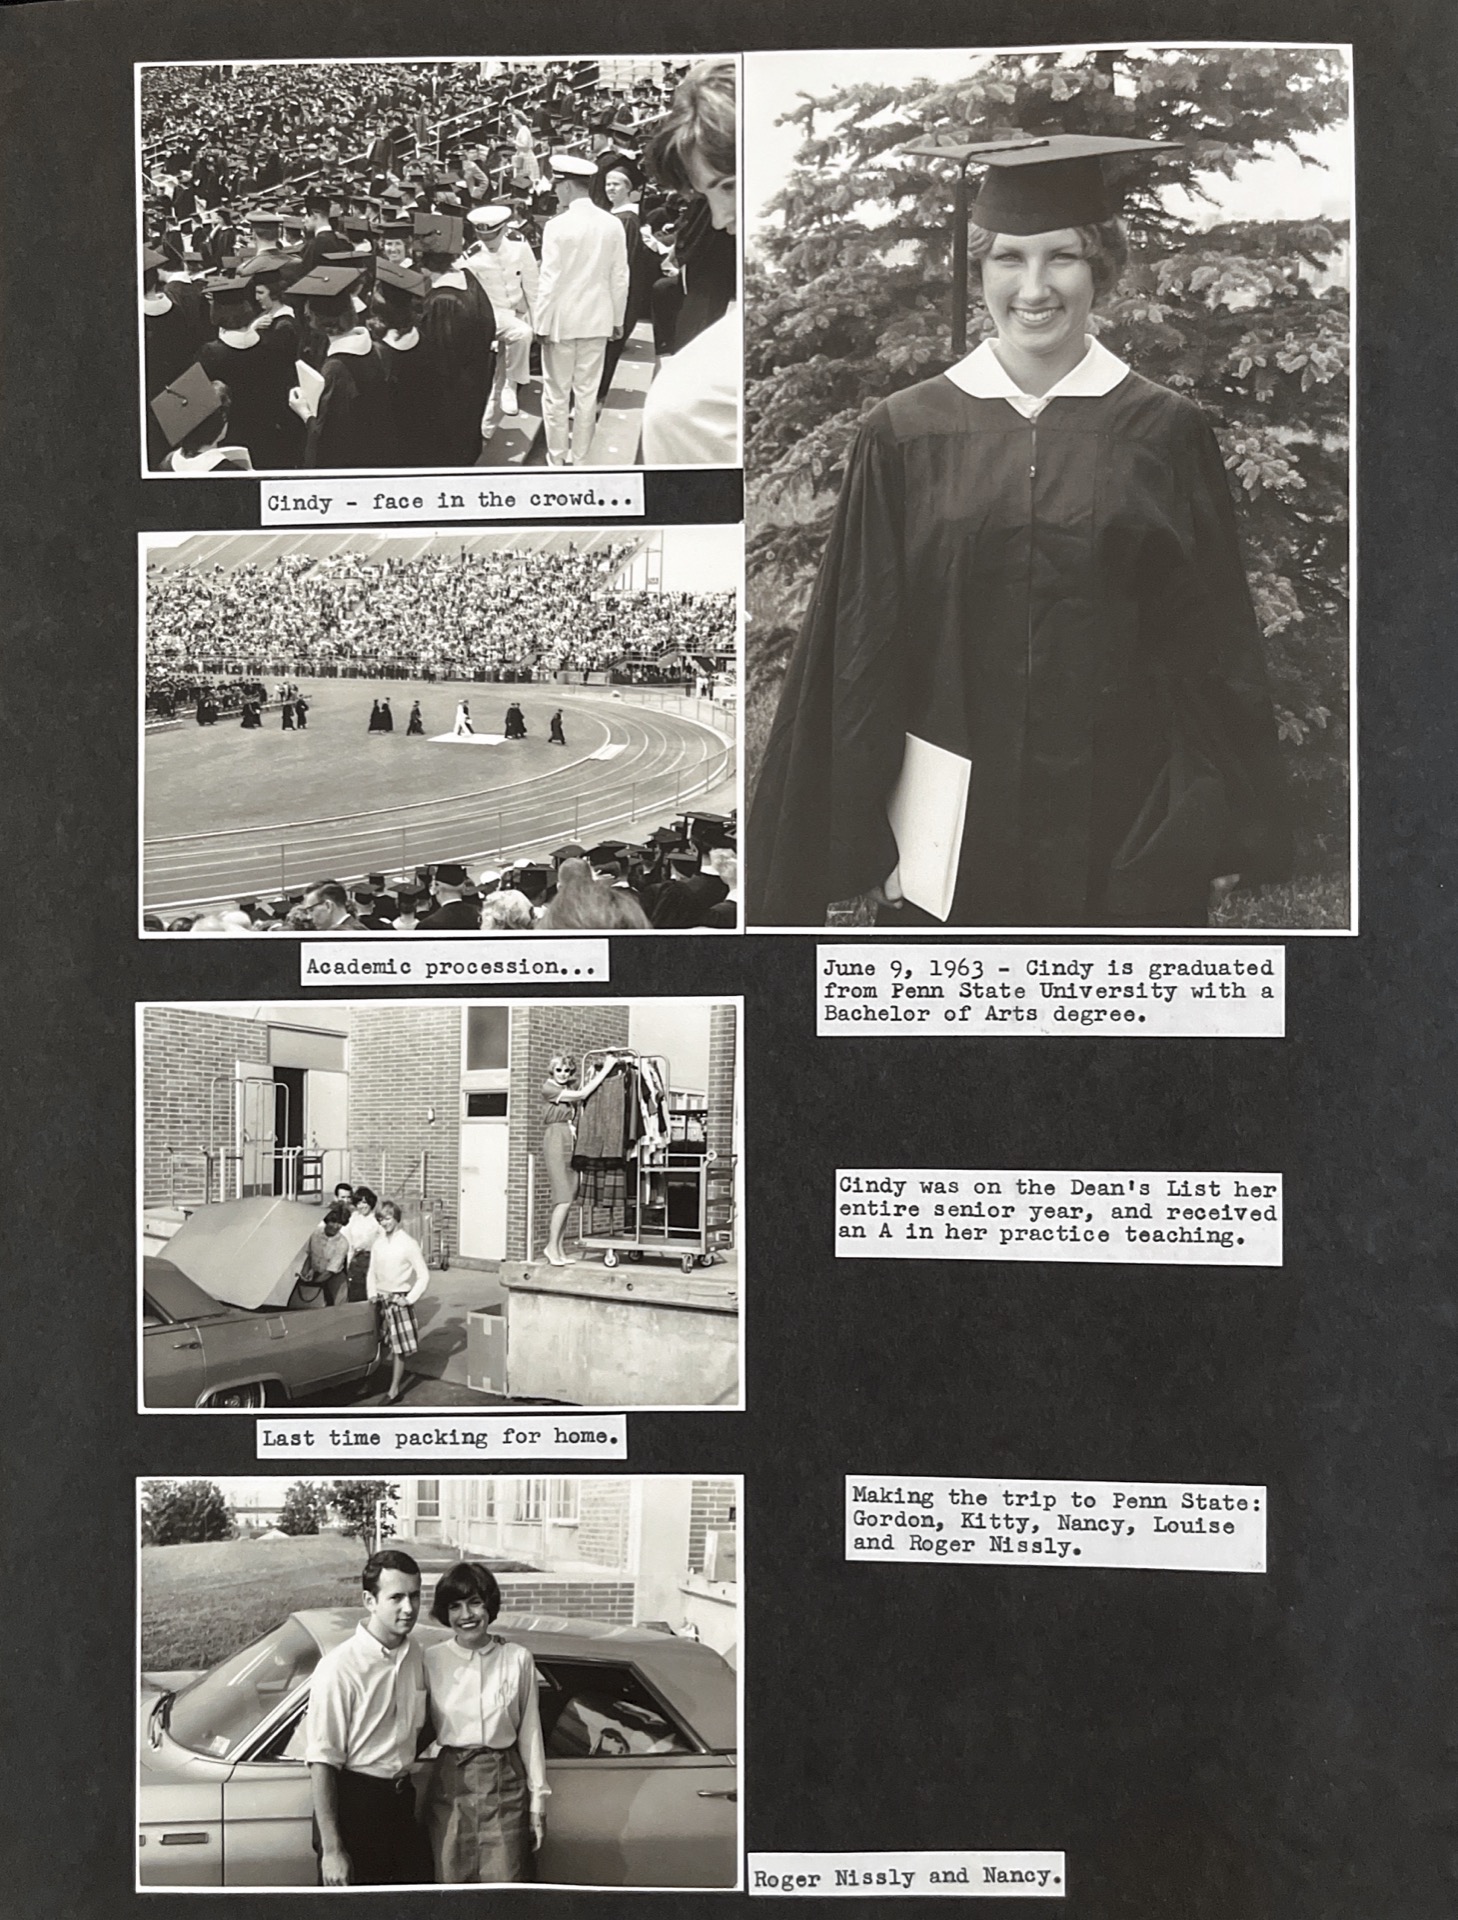 Cindy - face in the crowd...
Academic procession...
June 9, 1963 - Cindy is graduated
from Penn State University with a
Bachelor of Arts degree.
Cindy was on the Dean's List her
entire senior year, and received
an A in her practice teaching.
Last time packing for home.
Making the trip to Penn State:
Gordon, Kitty, Nancy, Louise
and Roger Nissly.
Roger Nissly and Nancy.